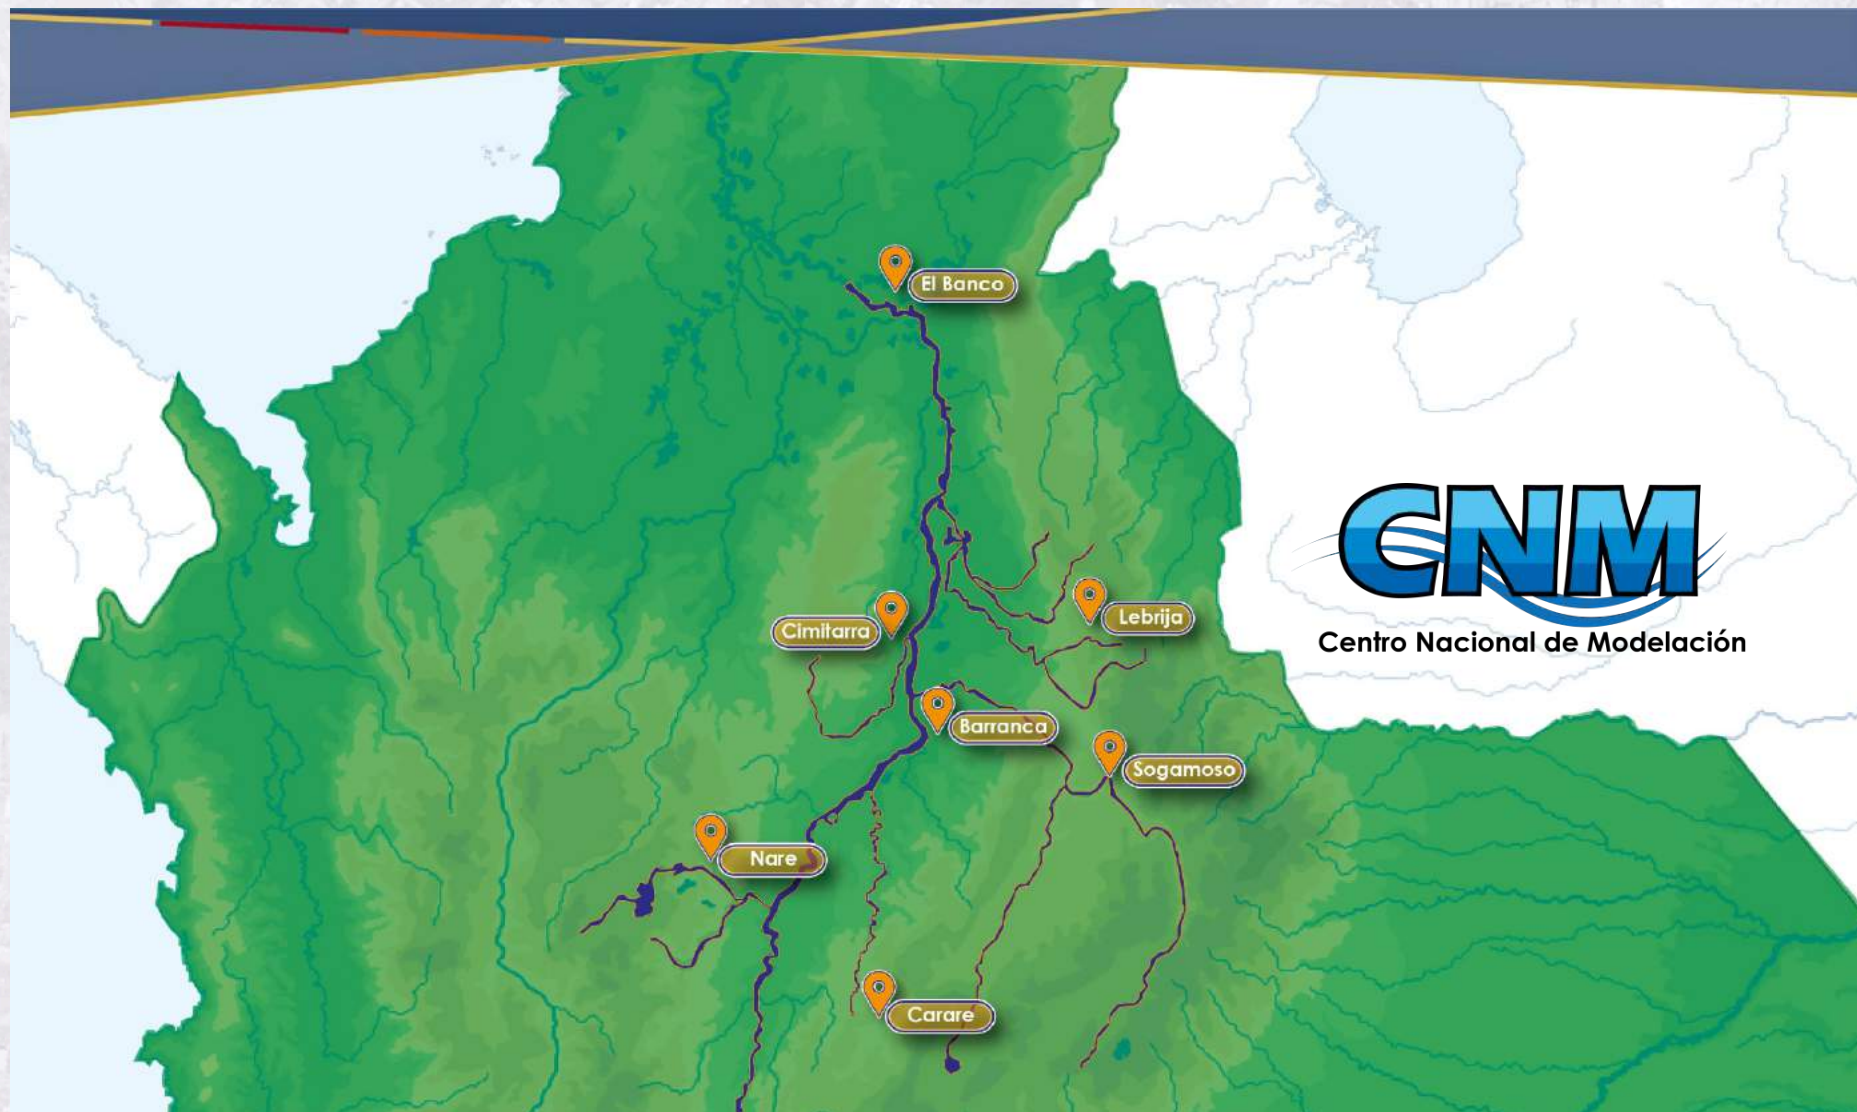 El Banco
CNM
Centro Nacional de Modelación
Cimitarra
Lebrija
Barranca
Sogamoso
Nare
Carare